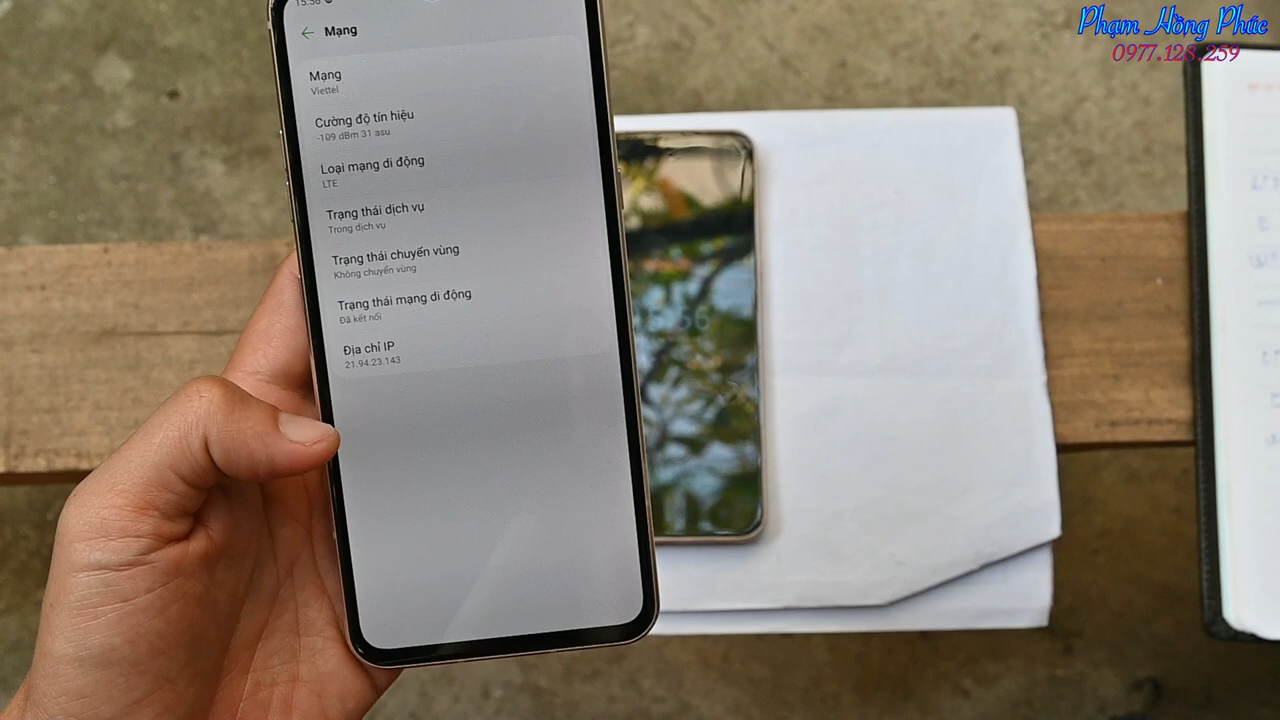 Phạm Hồng Phúc
0977.128.259
15:56
Mạng
Mạng
Viettel
Cường độ tín hiệu
-109 dBm 31 asu
Loại mạng di động
LTE
Trạng thái dịch vụ
Trong dịch vụ
Trạng thái chuyển vùng
Không chuyển vùng
Trạng thái mạng di động
Đã kết nối
Địa chỉ IP
21.94.23.143